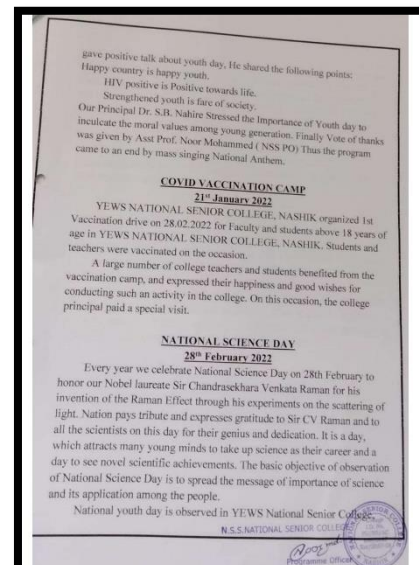 gave positive talk about youth day, He shared the following points:
Happy country is happy youth.
HIV positive is Positive towards life.
Strengthened youth is fare of society.
Our Principal Dr. S.B. Nahire Stressed the Importance of Youth day to
inculcate the moral values among young generation. Finally Vote of thanks
was given by Asst Prof. Noor Mohammed ( NSS PO) Thus the program
came to an end by mass singing National Anthem.
COVID VACCINATION CAMP
21st January 2022
YEWS NATIONAL SENIOR COLLEGE, NASHIK organized 1st
Vaccination drive on 28.02.2022 for Faculty and students above 18 years of
age in YEWS NATIONAL SENIOR COLLEGE, NASHIK. Students and
teachers were vaccinated on the occasion.
A large number of college teachers and students benefited from the
vaccination camp, and expressed their happiness and good wishes for
conducting such an activity in the college. On this occasion, the college
principal paid a special visit.
NATIONAL SCIENCE DAY
28th February 2022
Every year we celebrate National Science Day on 28th February to
honor our Nobel laureate Sir Chandrasekhara Venkata Raman for his
invention of the Raman Effect through his experiments on the scattering of
light. Nation pays tribute and expresses gratitude to Sir CV Raman and to
all the scientists on this day for their genius and dedication. It is a day,
which attracts many young minds to take up science as their career and a
day to see novel scientific achievements. The basic objective of observation
of National Science Day is to spread the message of importance of science
and its application among the people.
National youth day is observed in YEWS National Senior College,
N.S.S.NATIONAL SENIOR COLLEGE
Programme Officer